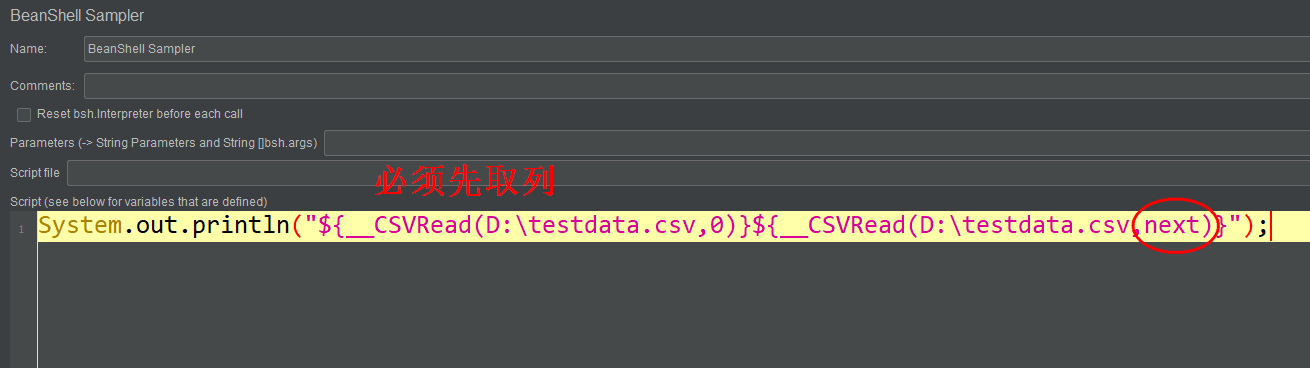 BeanShell Sampler
Name: BeanShell Sampler
Comments:
Reset bsh.Interpreter before each call
Parameters (-> String Parameters and String []bsh.args)
Script file
必须先取列
Script (see below for variables that are defined)
1 System.out.println("${__CSVRead(D:\testdata.csv,0)}${__CSVRead(D:\testdata.csv,next)}");